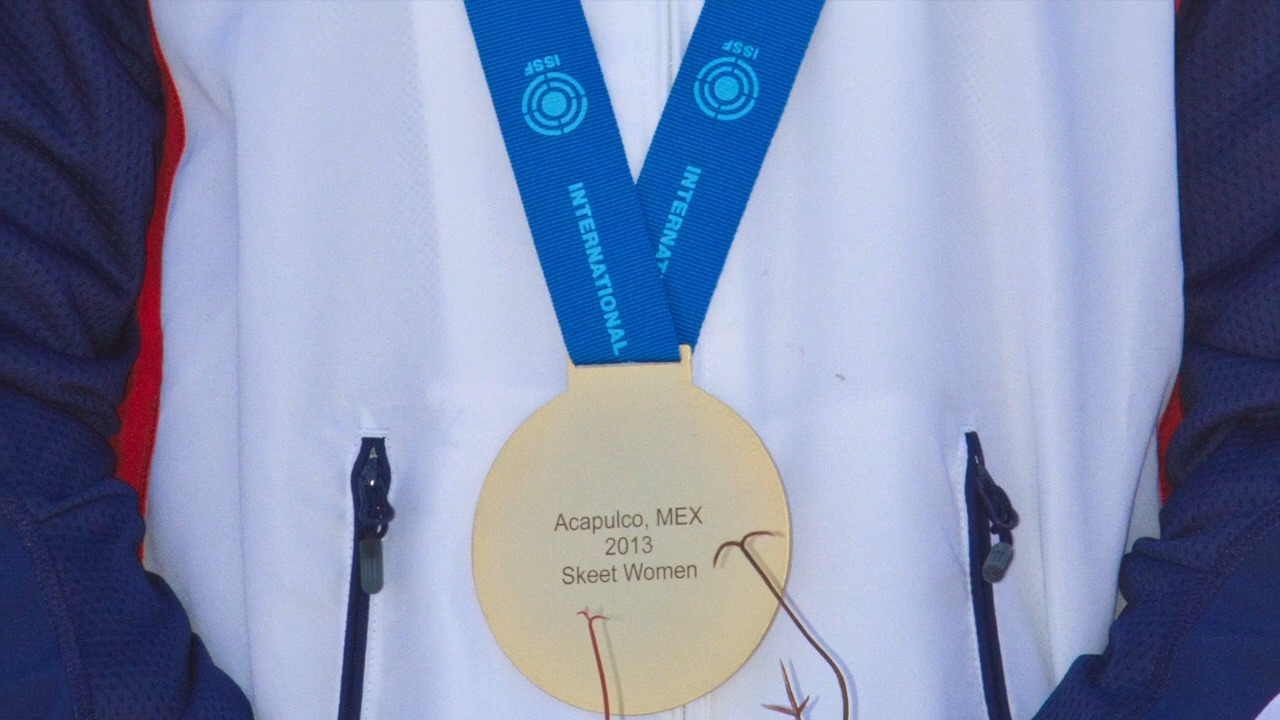 ISSF
INTERNATIONAL
ISSF
INTERNAT
Acapulco, MEX
2013
Skeet Women